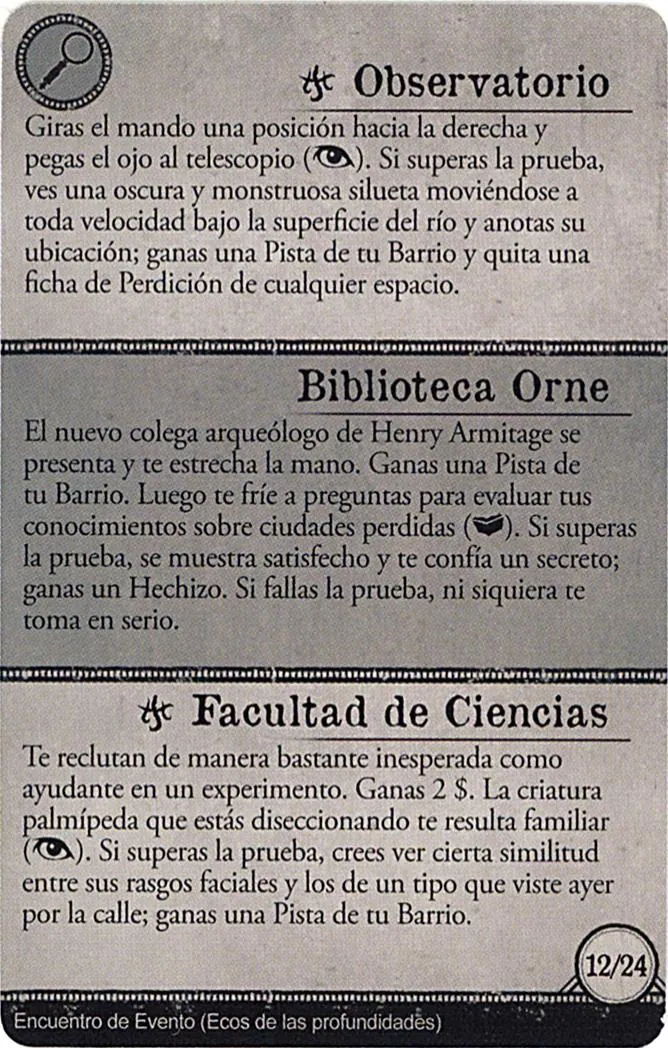 Observatorio
Giras el mando una posición hacia la derecha y
pegas el ojo al telescopio ( ). Si superas la prueba,
ves una oscura y monstruosa silueta moviéndose a
toda velocidad bajo la superficie del río y anotas su
ubicación; ganas una Pista de tu Barrio y quita una
ficha de Perdición de cualquier espacio.
Biblioteca Orne
El nuevo colega arqueólogo de Henry Armitage se
presenta y te estrecha la mano. Ganas una Pista de
tu Barrio. Luego te fríe a preguntas para evaluar tus
conocimientos sobre ciudades perdidas ( ). Si superas
la prueba, se muestra satisfecho y te confía un secreto;
ganas un Hechizo. Si fallas la prueba, ni siquiera te
toma en serio.
Facultad de Ciencias
Te reclutan de manera bastante inesperada como
ayudante en un experimento. Ganas 2 $. La criatura
palmípeda que estás diseccionando te resulta familiar
( ). Si superas la prueba, crees ver cierta similitud
entre sus rasgos faciales y los de un tipo que viste ayer
por la calle; ganas una Pista de tu Barrio.
12/24
Encuentro de Evento (Ecos de las profundidades)